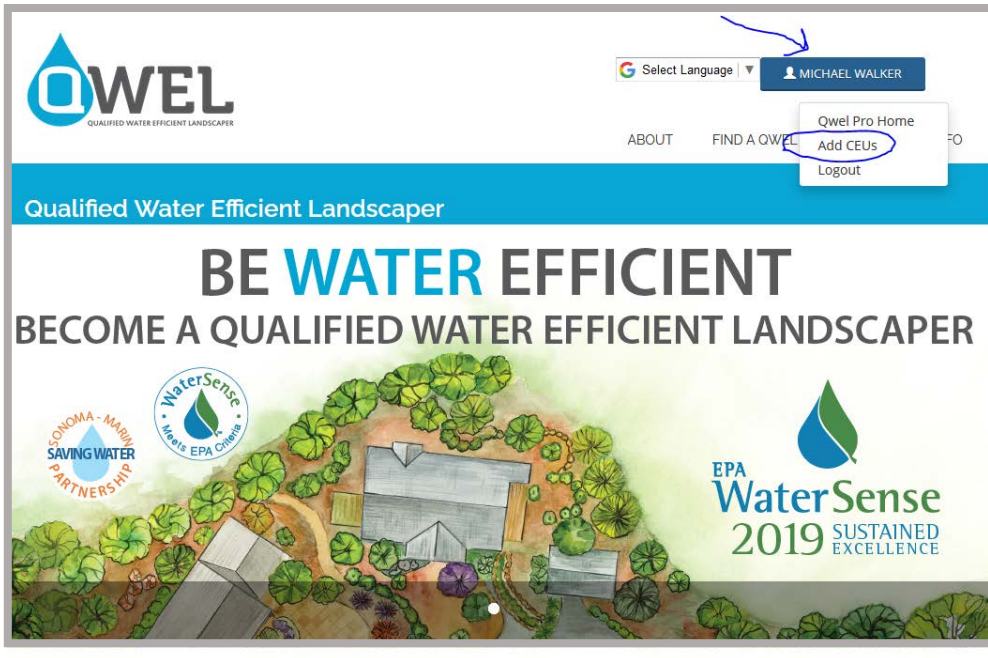 QWEL
QUALIFIED WATER EFFICIENT LANDSCAPER
Select Language ▼
MICHAEL WALKER
Qwel Pro Home
Add CEUs
Logout
ABOUT FIND A QWEL FO
Qualified Water Efficient Landscaper
BE WATER EFFICIENT
BECOME A QUALIFIED WATER EFFICIENT LANDSCAPER
SONOMA - MARIN
SAVING WATER
PARTNERSHIP
WaterSense
Meets EPA Criteria
EPA
WaterSense
2019 SUSTAINED
EXCELLENCE